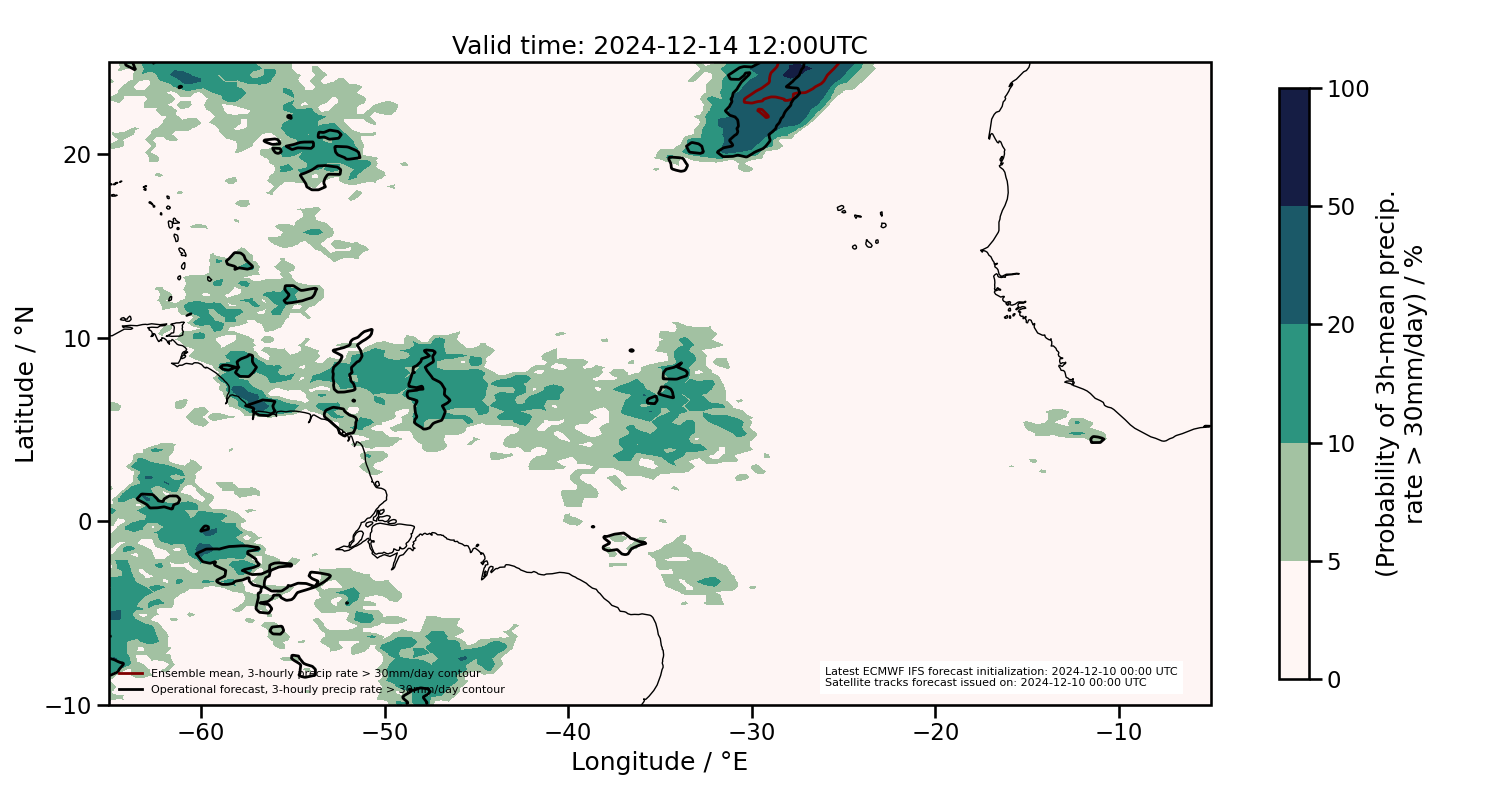 Valid time: 2024-12-14 12:00UTC
Latitude / °N
20
10
0
−10
−60
−50
−40
−30
−20
−10
Longitude / °E
Ensemble mean, 3-hourly precip rate > 30mm/day contour
Operational forecast, 3-hourly precip rate > 30mm/day contour
Latest ECMWF IFS forecast initialization: 2024-12-10 00:00 UTC
Satellite tracks forecast issued on: 2024-12-10 00:00 UTC
100
50
20
10
5
0
(Probability of 3h-mean precip.
rate > 30mm/day) / %